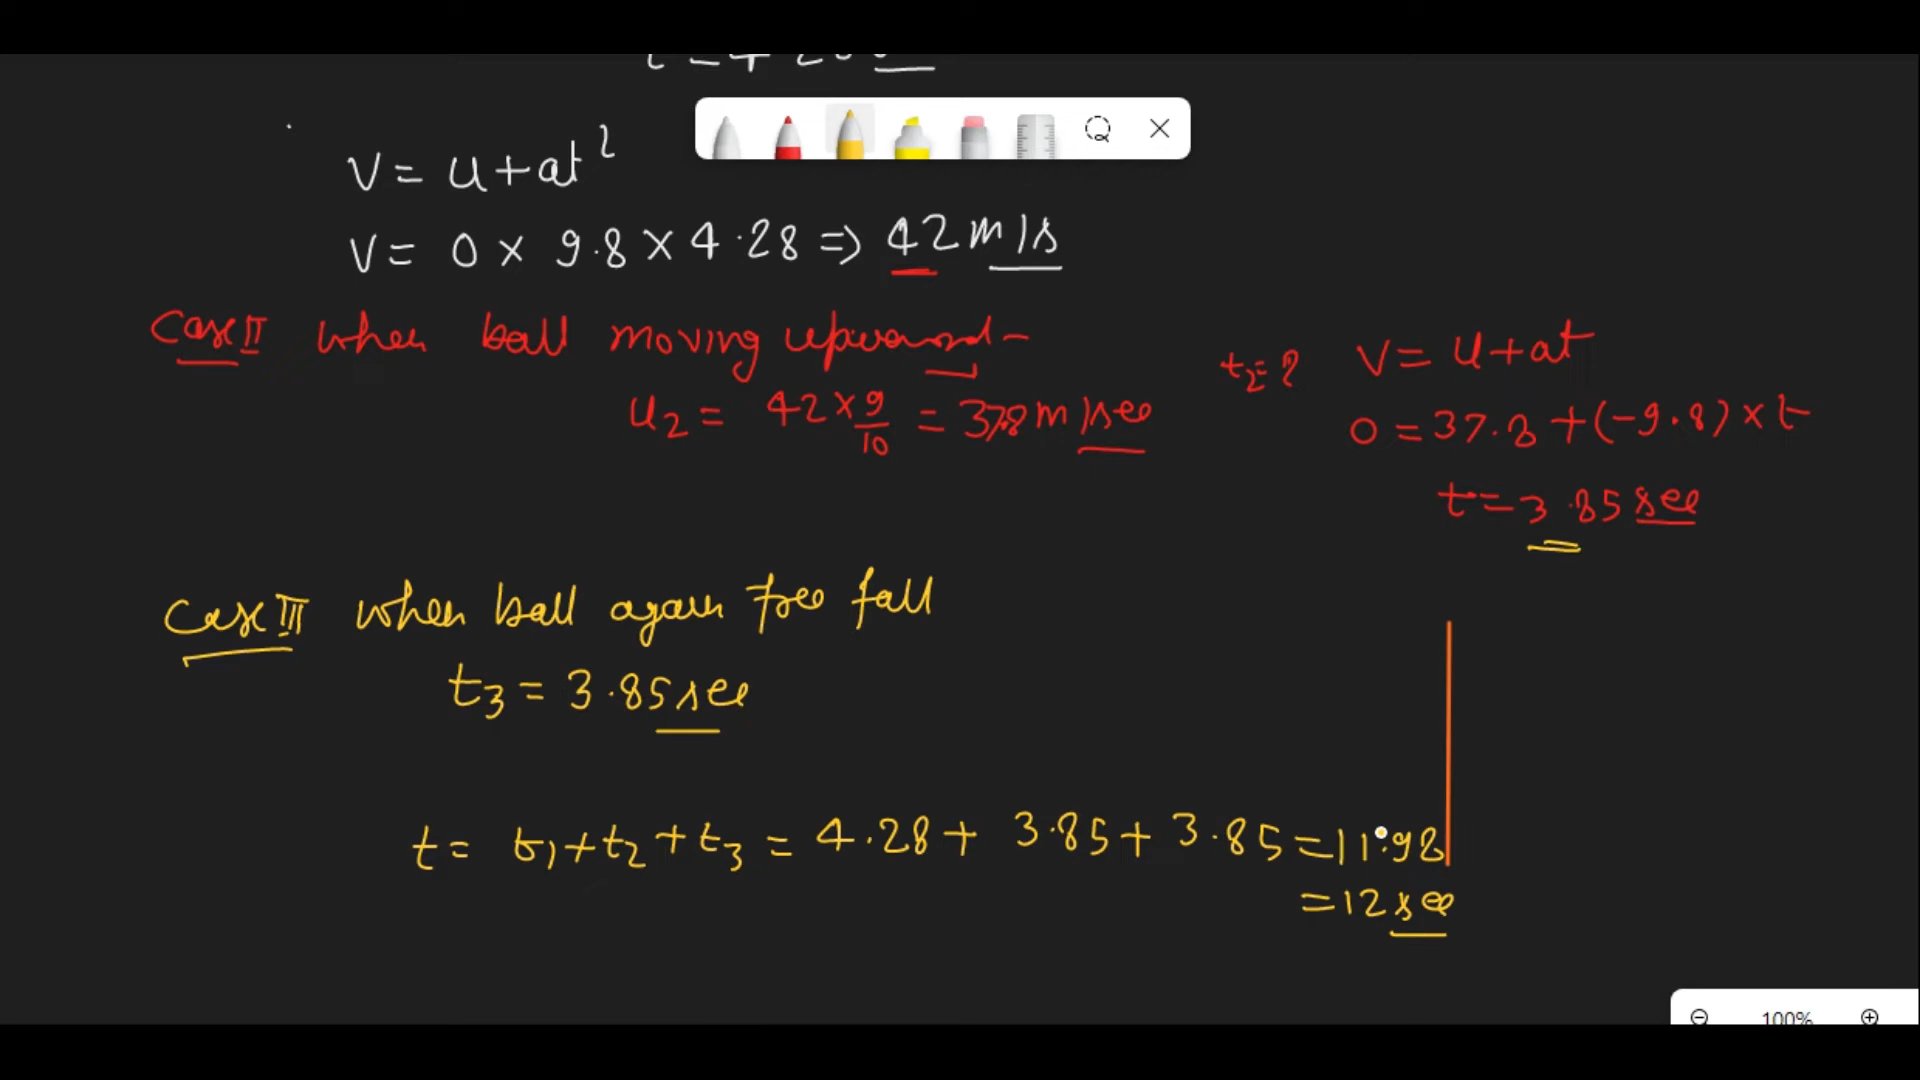 V = u+at²
V = 0 × 9.8 × 4.28 => 42 m/s
Case II when ball moving upward -
u₂ = 42 × 9/10 = 37.8 m/sec
t₂ = ?
V = u+at
0 = 37.8 + (-9.8) × t
t = 3.85 sec
Case III when ball again free fall
t₃ = 3.85 sec
t = t₁ + t₂ + t₃ = 4.28 + 3.85 + 3.85 = 11.98
= 12 sec
100%